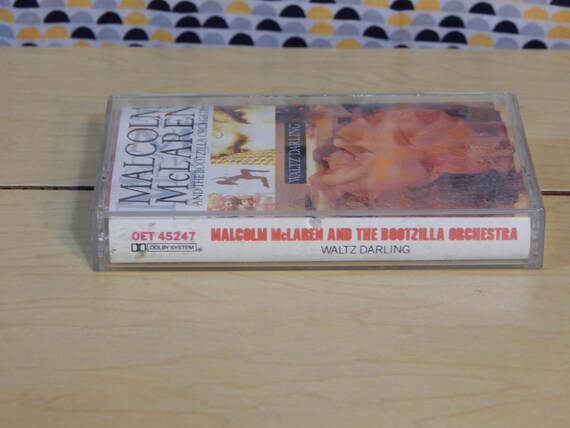 MALCOLM
McLAREN
AND THE BOOTZILLA ORCHESTRA
WALTZ DARLING
OET 45247
DOLBY SYSTEM ®
MALCOLM McLAREN AND THE BOOTZILLA ORCHESTRA
WALTZ DARLING